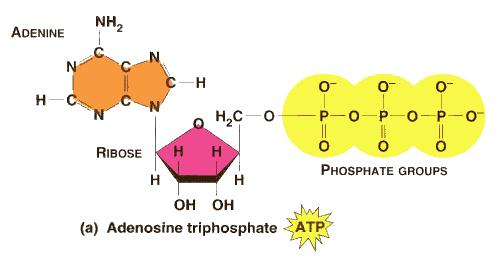 NH2
ADENINE
C
N
C
N
C
H
H
C
N
C
N
H2C
O
O
RIBOSE
H
H
H
H
OH
OH
O-
O-
O-
P
O
P
O
P
O-
O
O
O
PHOSPHATE GROUPS
(a) Adenosine triphosphate
ATP